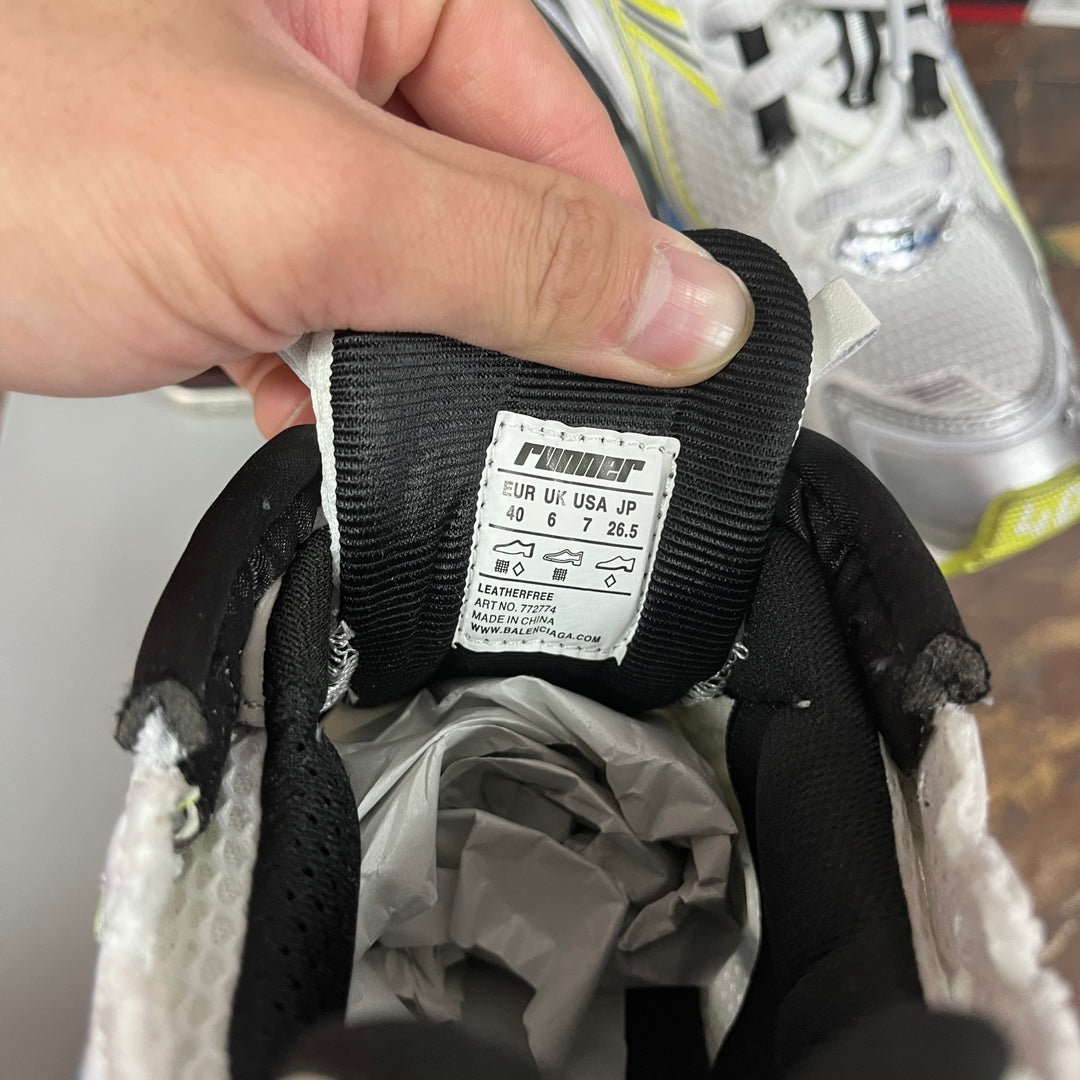 runner
EUR UK USA JP
40 6 7 26.5
LEATHERFREE
ART NO. 772774
MADE IN CHINA
WWW.BALENCIAGA.COM